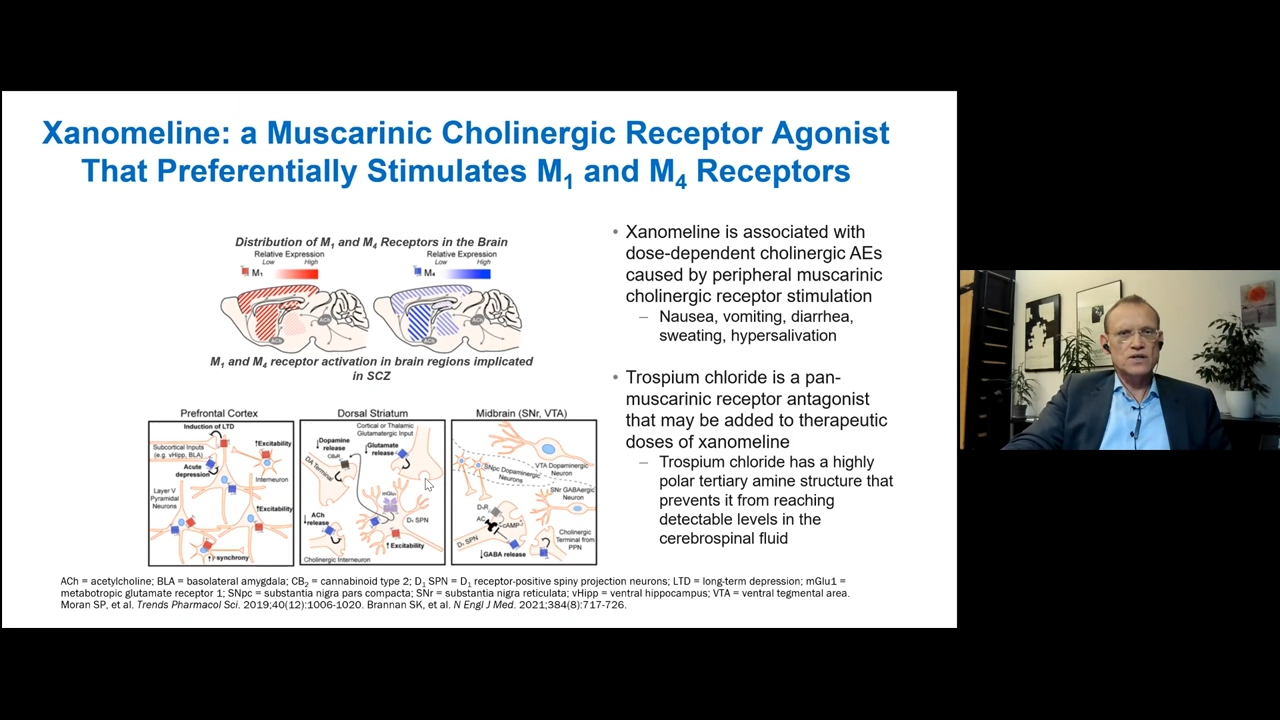 Xanomeline: a Muscarinic Cholinergic Receptor Agonist
That Preferentially Stimulates M1 and M4 Receptors
Distribution of M1 and M4 Receptors in the Brain
Relative Expression
Low High
M1
Relative Expression
Low High
M4
M1 and M4 receptor activation in brain regions implicated
in SCZ
Prefrontal Cortex
Induction of LTD
Subcortical Inputs
(e.g. vHipp, BLA)
↑Excitability
Acute
depression
Interneuron
Layer V
Pyramidal
Neurons
↑Excitability
↑γ synchrony
Dorsal Striatum
Cortical or Thalamic
Glutamatergic Input
↓Dopamine
release
CB2R
↓Glutamate
release
DA Terminal
mGlu1
↓ACh
release
D1 SPN
↑Excitability
Cholinergic Interneuron
Midbrain (SNr, VTA)
SNpc Dopaminergic
Neurons
VTA Dopaminergic
Neuron
SNr GABAergic
Neuron
D1R
AC
cAMP
D1 SPN
Cholinergic
Terminal from
PPN
↓GABA release
• Xanomeline is associated with
dose-dependent cholinergic AEs
caused by peripheral muscarinic
cholinergic receptor stimulation
– Nausea, vomiting, diarrhea,
sweating, hypersalivation
• Trospium chloride is a pan-
muscarinic receptor antagonist
that may be added to therapeutic
doses of xanomeline
– Trospium chloride has a highly
polar tertiary amine structure that
prevents it from reaching
detectable levels in the
cerebrospinal fluid
ACh = acetylcholine; BLA = basolateral amygdala; CB2 = cannabinoid type 2; D1 SPN = D1 receptor-positive spiny projection neurons; LTD = long-term depression; mGlu1 =
metabotropic glutamate receptor 1; SNpc = substantia nigra pars compacta; SNr = substantia nigra reticulata; vHipp = ventral hippocampus; VTA = ventral tegmental area.
Moran SP, et al. Trends Pharmacol Sci. 2019;40(12):1006-1020. Brannan SK, et al. N Engl J Med. 2021;384(8):717-726.